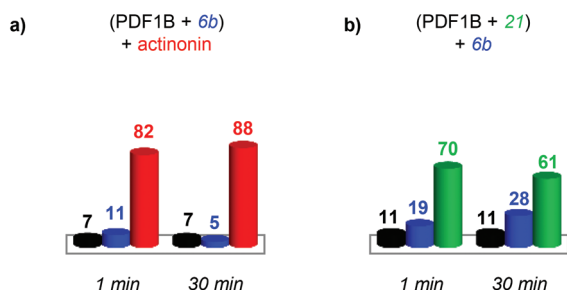 a)
(PDF1B + 6b)
+ actinonin
82
88
7
11
7
5
1 min
30 min
b)
(PDF1B + 21)
+ 6b
70
61
11
19
11
28
1 min
30 min